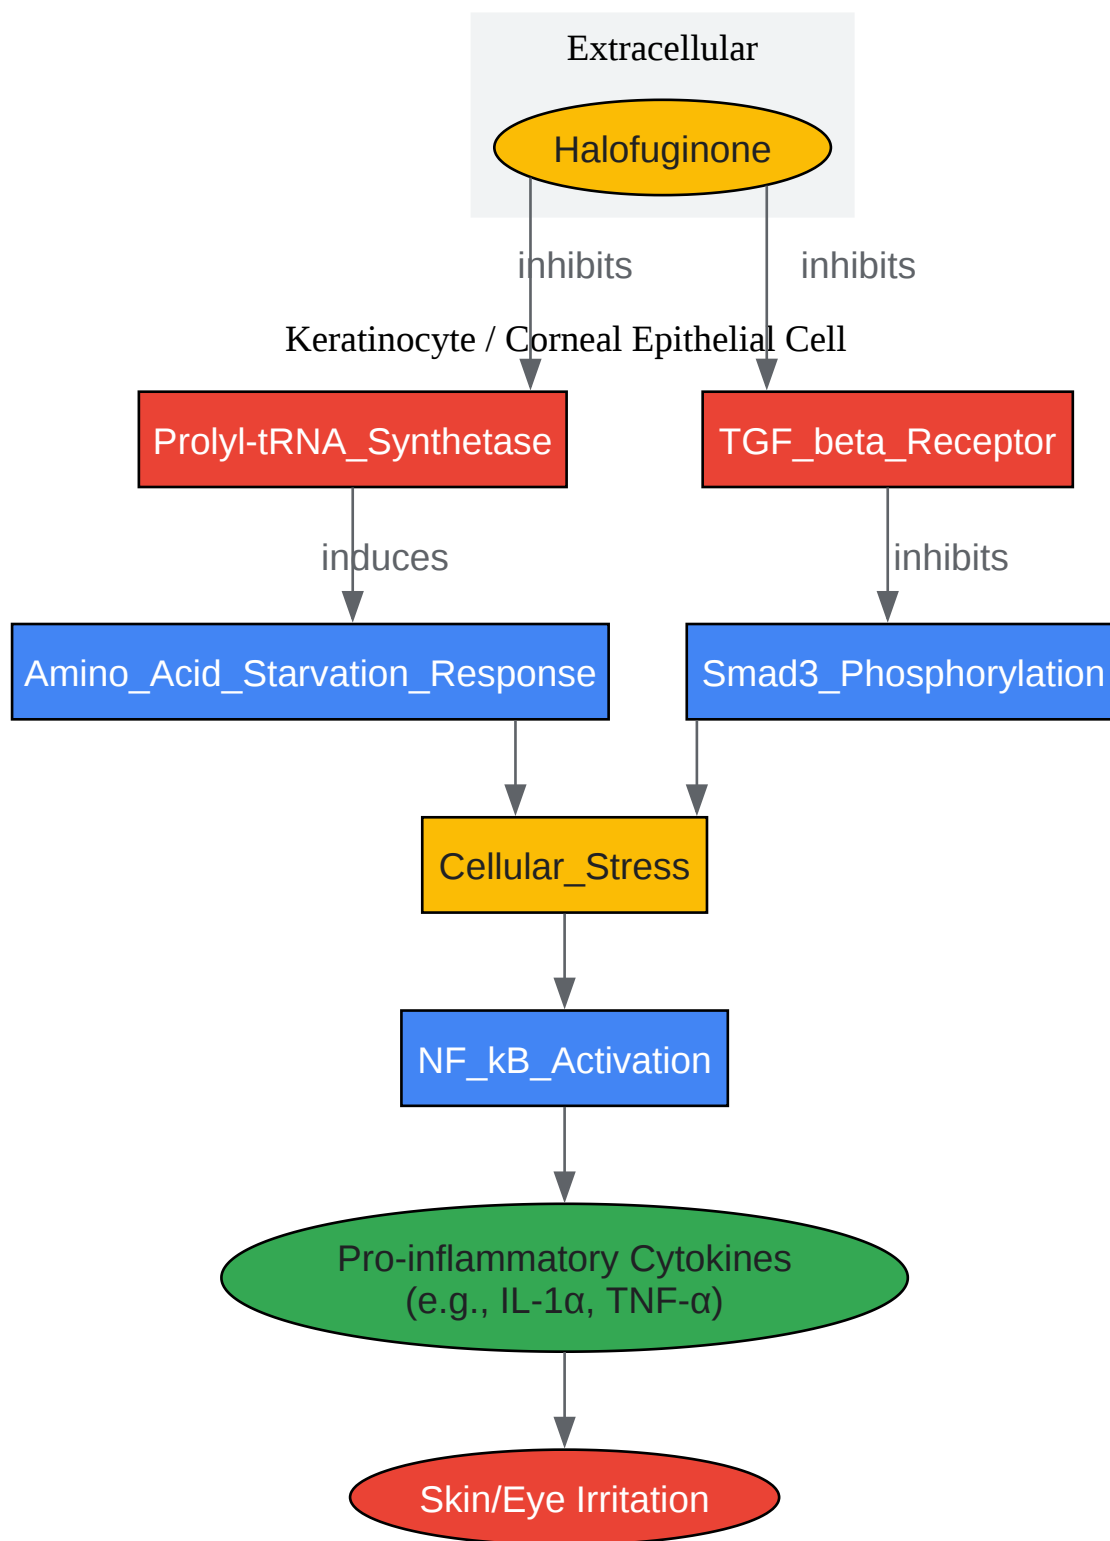 Extracellular
Halofuginone
inhibits
inhibits
Keratinocyte / Corneal Epithelial Cell
Prolyl-tRNA_Synthetase
TGF_beta_Receptor
induces
inhibits
Amino_Acid_Starvation_Response
Smad3_Phosphorylation
Cellular_Stress
NF_kB_Activation
Pro-inflammatory Cytokines
(e.g., IL-1α, TNF-α)
Skin/Eye Irritation